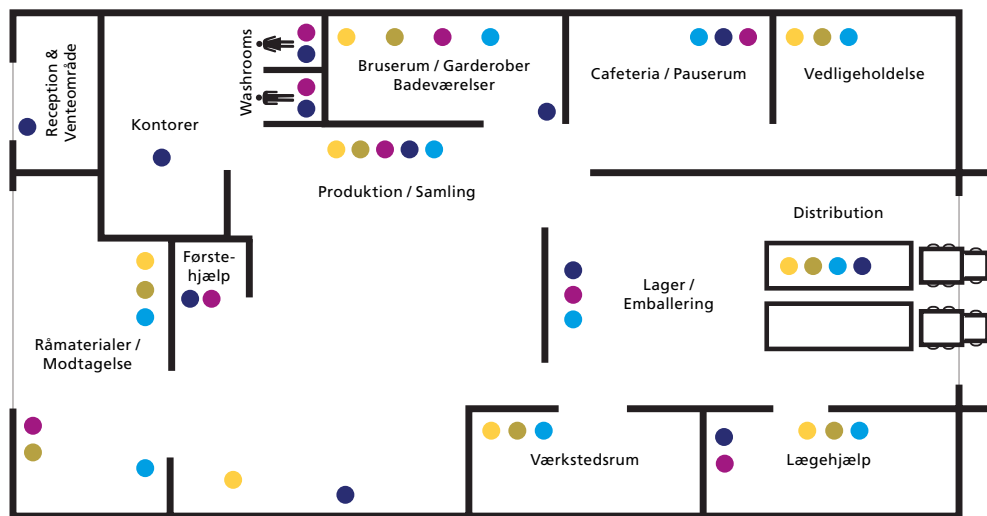 Reception &
Venteområde
Kontorer
Washrooms
Bruserum / Garderober
Badeværelser
Cafeteria / Pauserum
Vedligeholdelse
Produktion / Samling
Distribution
Første-
hjælp
Lager /
Emballering
Råmaterialer /
Modtagelse
Værkstedsrum
Lægehjælp